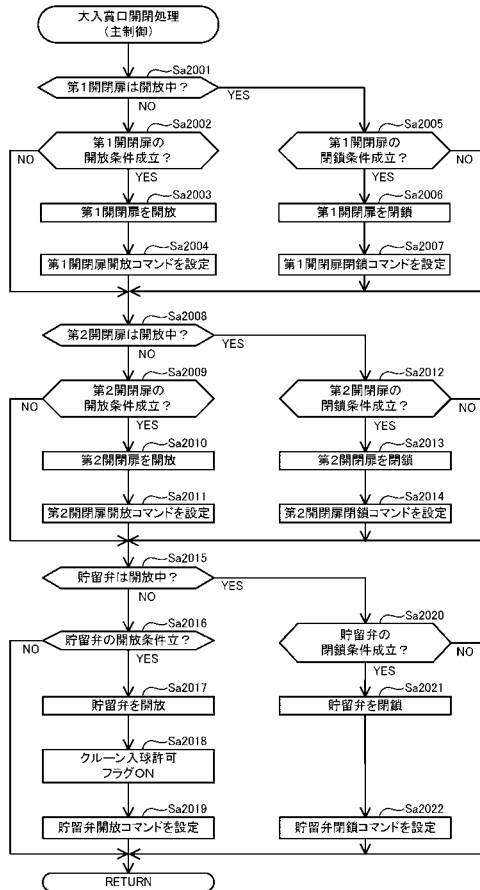 大入賞口開閉処理
(主制御)
Sa2001
第1開閉扉は開放中？
NO
YES
Sa2002
第1開閉扉の
開放条件成立？
NO
YES
Sa2005
第1開閉扉の
閉鎖条件成立？
NO
YES
Sa2003
第1開閉扉を開放
Sa2006
第1開閉扉を閉鎖
Sa2004
第1開閉扉開放コマンドを設定
Sa2007
第1開閉扉閉鎖コマンドを設定
Sa2008
第2開閉扉は開放中？
NO
YES
Sa2009
第2開閉扉の
開放条件成立？
NO
YES
Sa2012
第2開閉扉の
閉鎖条件成立？
NO
YES
Sa2010
第2開閉扉を開放
Sa2013
第2開閉扉を閉鎖
Sa2011
第2開閉扉開放コマンドを設定
Sa2014
第2開閉扉閉鎖コマンドを設定
Sa2015
貯留弁は開放中？
NO
YES
Sa2016
貯留弁の開放条件立？
NO
YES
Sa2020
貯留弁の
閉鎖条件成立？
NO
YES
Sa2017
貯留弁を開放
Sa2021
貯留弁を閉鎖
Sa2018
クルーン入球許可
フラグON
Sa2019
貯留弁開放コマンドを設定
Sa2022
貯留弁閉鎖コマンドを設定
RETURN